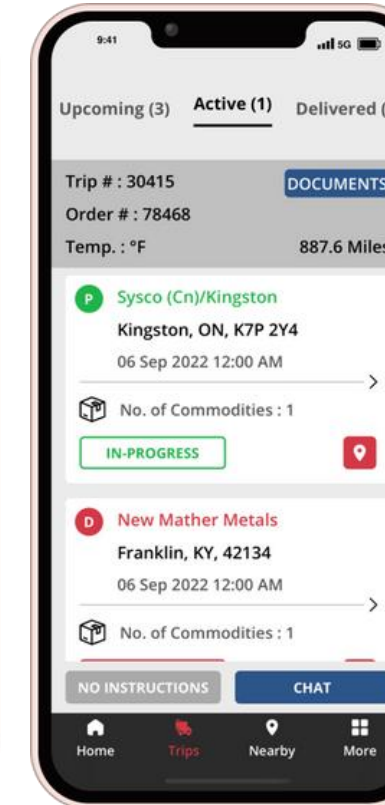 9:41 5G
Upcoming (3) Active (1) Delivered (
Trip # : 30415 DOCUMENTS
Order # : 78468
Temp. : °F 887.6 Miles
P Sysco (Cn)/Kingston
Kingston, ON, K7P 2Y4
06 Sep 2022 12:00 AM
No. of Commodities : 1
IN-PROGRESS
D New Mather Metals
Franklin, KY, 42134
06 Sep 2022 12:00 AM
No. of Commodities : 1
NO INSTRUCTIONS CHAT
Home Trips Nearby More